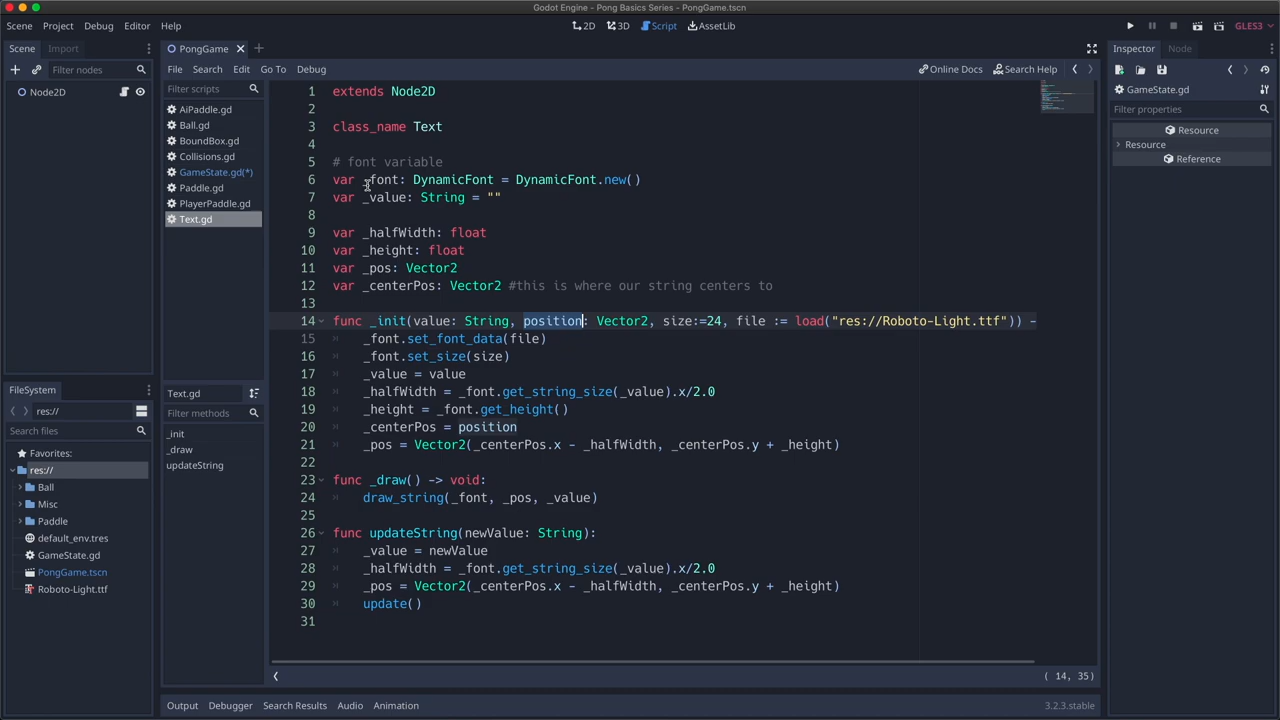 Godot Engine - Pong Basics Series - PongGame.tscn
Scene Project Debug Editor Help
2D 3D Script AssetLib
GLES3
Scene Import
Filter nodes
Node2D
PongGame
File Search Edit Go To Debug
Online Docs Search Help
Filter scripts
AiPaddle.gd
Ball.gd
BoundBox.gd
Collisions.gd
GameState.gd(*)
Paddle.gd
PlayerPaddle.gd
Text.gd
Text.gd
Filter methods
_init
_draw
updateString
1 extends Node2D
2
3 class_name Text
4
5 # font variable
6 var _font: DynamicFont = DynamicFont.new()
7 var _value: String = ""
8
9 var _halfWidth: float
10 var _height: float
11 var _pos: Vector2
12 var _centerPos: Vector2 #this is where our string centers to
13
14 func _init(value: String, position: Vector2, size:=24, file := load("res://Roboto-Light.ttf")) -
15 _font.set_font_data(file)
16 _font.set_size(size)
17 _value = value
18 _halfWidth = _font.get_string_size(_value).x/2.0
19 _height = _font.get_height()
20 _centerPos = position
21 _pos = Vector2(_centerPos.x - _halfWidth, _centerPos.y + _height)
22
23 func _draw() -> void:
24 draw_string(_font, _pos, _value)
25
26 func updateString(newValue: String):
27 _value = newValue
28 _halfWidth = _font.get_string_size(_value).x/2.0
29 _pos = Vector2(_centerPos.x - _halfWidth, _centerPos.y + _height)
30 update()
31
( 14, 35)
FileSystem
res://
Search files
Favorites:
res://
Ball
Misc
Paddle
default_env.tres
GameState.gd
PongGame.tscn
Roboto-Light.ttf
Output Debugger Search Results Audio Animation
3.2.3.stable
Inspector Node
GameState.gd
Filter properties
Resource
Resource
Reference